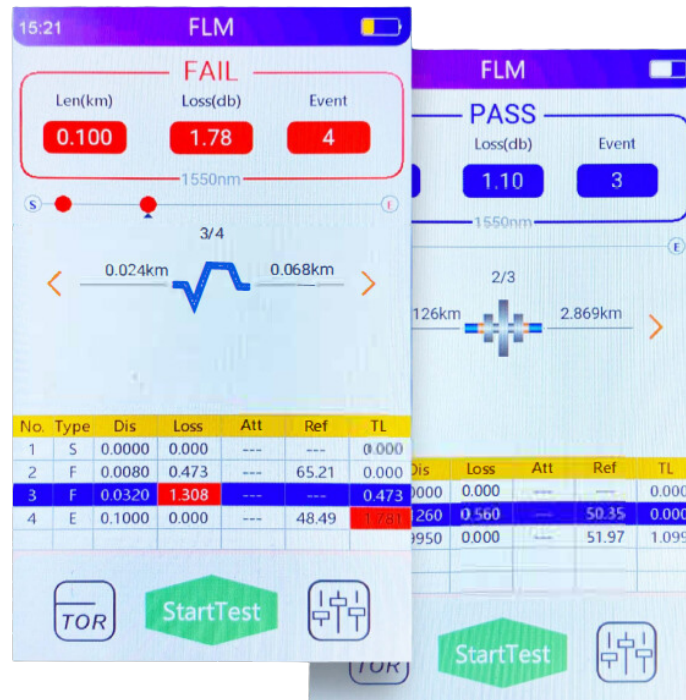 15:21 FLM
FAIL
Len(km) Loss(db) Event
0.100 1.78 4
1550nm
S E
3/4
0.024km 0.068km
No. Type Dis Loss Att Ref TL
1 S 0.0000 0.000 --- --- 0.000
2 F 0.0080 0.473 --- 65.21 0.000
3 F 0.0320 1.308 --- --- 0.473
4 E 0.1000 0.000 --- 48.49 1.781
TOR StartTest
FLM
PASS
Loss(db) Event
1.10 3
1550nm
E
2/3
126km 2.869km
Dis Loss Att Ref TL
0000 0.000 --- --- 0.000
1260 0.560 --- 50.35 0.000
9950 0.000 --- 51.97 1.099
TOR StartTest